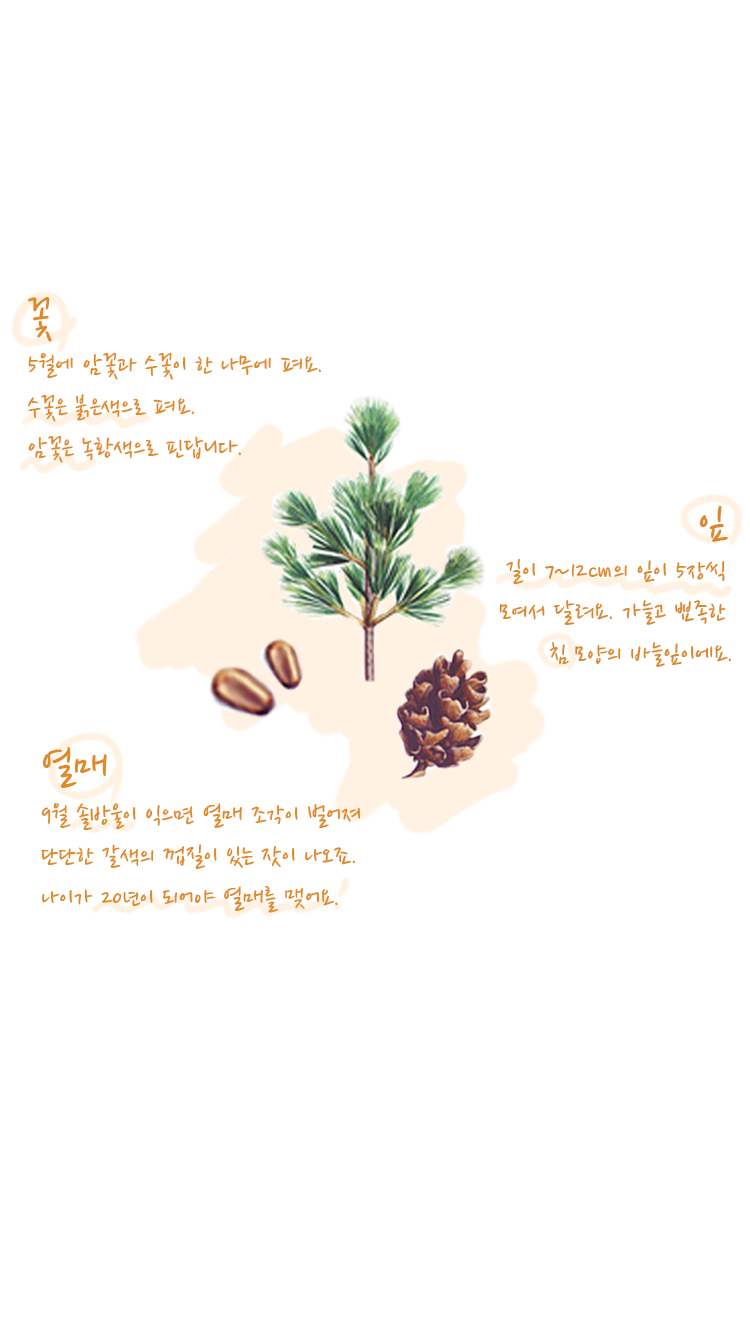 꽃
5월에 암꽃과 수꽃이 한 나무에 펴요.
수꽃은 붉은색으로 펴요.
암꽃은 녹황색으로 핀답니다.
잎
길이 7~12cm의 잎이 5장씩
모여서 달려요. 가늘고 뾰족한
침 모양의 바늘잎이에요.
열매
9월 솔방울이 익으면 열매 조각이 벌어져
단단한 갈색의 껍질이 있는 잣이 나오죠.
나이가 20년이 되어야 열매를 맺어요.